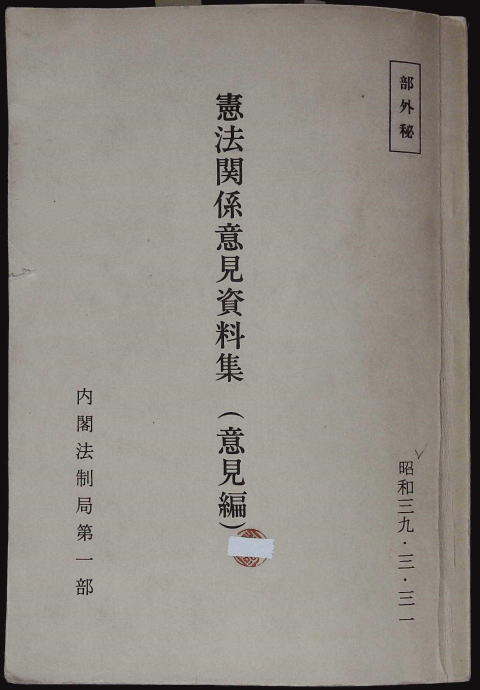 部外秘
昭和三九・三・三一
憲法関係意見資料集（意見編）
内閣法制局第一部